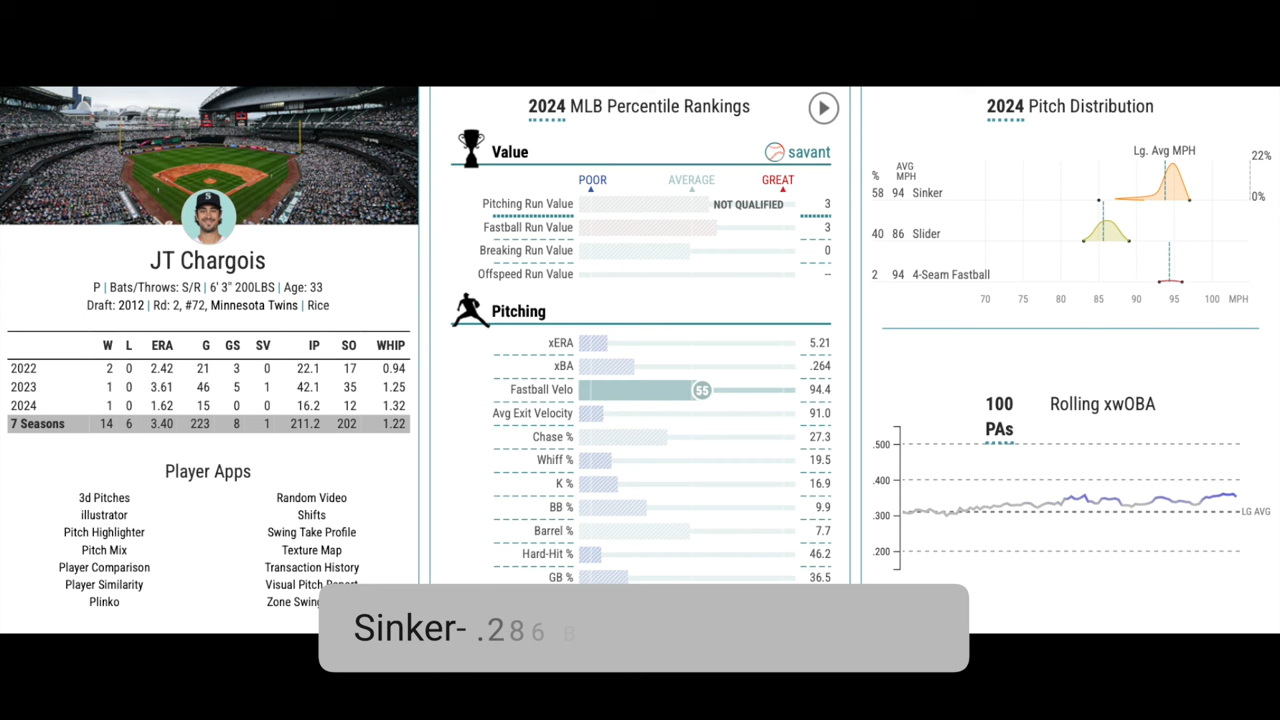 JT Chargois
P | Bats/Throws: S/R | 6' 3" 200LBS | Age: 33
Draft: 2012 | Rd: 2, #72, Minnesota Twins | Rice
W L ERA G GS SV IP SO WHIP
2022 2 0 2.42 21 3 0 22.1 17 0.94
2023 1 0 3.61 46 5 1 42.1 35 1.25
2024 1 0 1.62 15 0 0 16.2 12 1.32
7 Seasons 14 6 3.40 223 8 1 211.2 202 1.22
Player Apps
3d Pitches
illustrator
Pitch Highlighter
Pitch Mix
Player Comparison
Player Similarity
Plinko
Random Video
Shifts
Swing Take Profile
Texture Map
Transaction History
Visual Pitch Report
Zone Swing
2024 MLB Percentile Rankings
Value
savant
POOR AVERAGE GREAT
Pitching Run Value NOT QUALIFIED 3
Fastball Run Value 3
Breaking Run Value 0
Offspeed Run Value --
Pitching
xERA 5.21
xBA .264
Fastball Velo 55 94.4
Avg Exit Velocity 91.0
Chase % 27.3
Whiff % 19.5
K % 16.9
BB % 9.9
Barrel % 7.7
Hard-Hit % 46.2
GB % 36.5
2024 Pitch Distribution
Lg. Avg MPH
22%
% AVG MPH
58 94 Sinker
0%
40 86 Slider
2 94 4-Seam Fastball
70 75 80 85 90 95 100 MPH
100 PAs
Rolling xwOBA
.500
.400
.300
LG AVG
.200
Sinker- .286 B